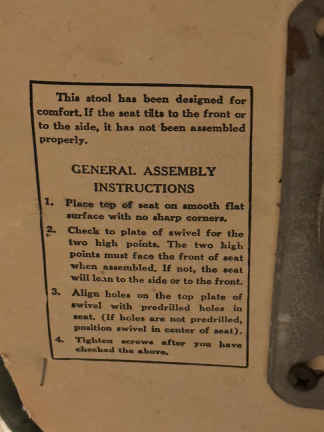 This stool has been designed for
comfort. If the seat tilts to the front or
to the side, it has not been assembled
properly.
GENERAL ASSEMBLY
INSTRUCTIONS
1. Place top of seat on smooth flat
surface with no sharp corners.
2. Check to plate of swivel for the
two high points. The two high
points must face the front of seat
when assembled. If not, the seat
will lean to the side or to the front.
3. Align holes on the top plate of
swivel with predrilled holes in
seat. (If holes are not predrilled,
position swivel in center of seat).
4. Tighten screws after you have
checked the above.